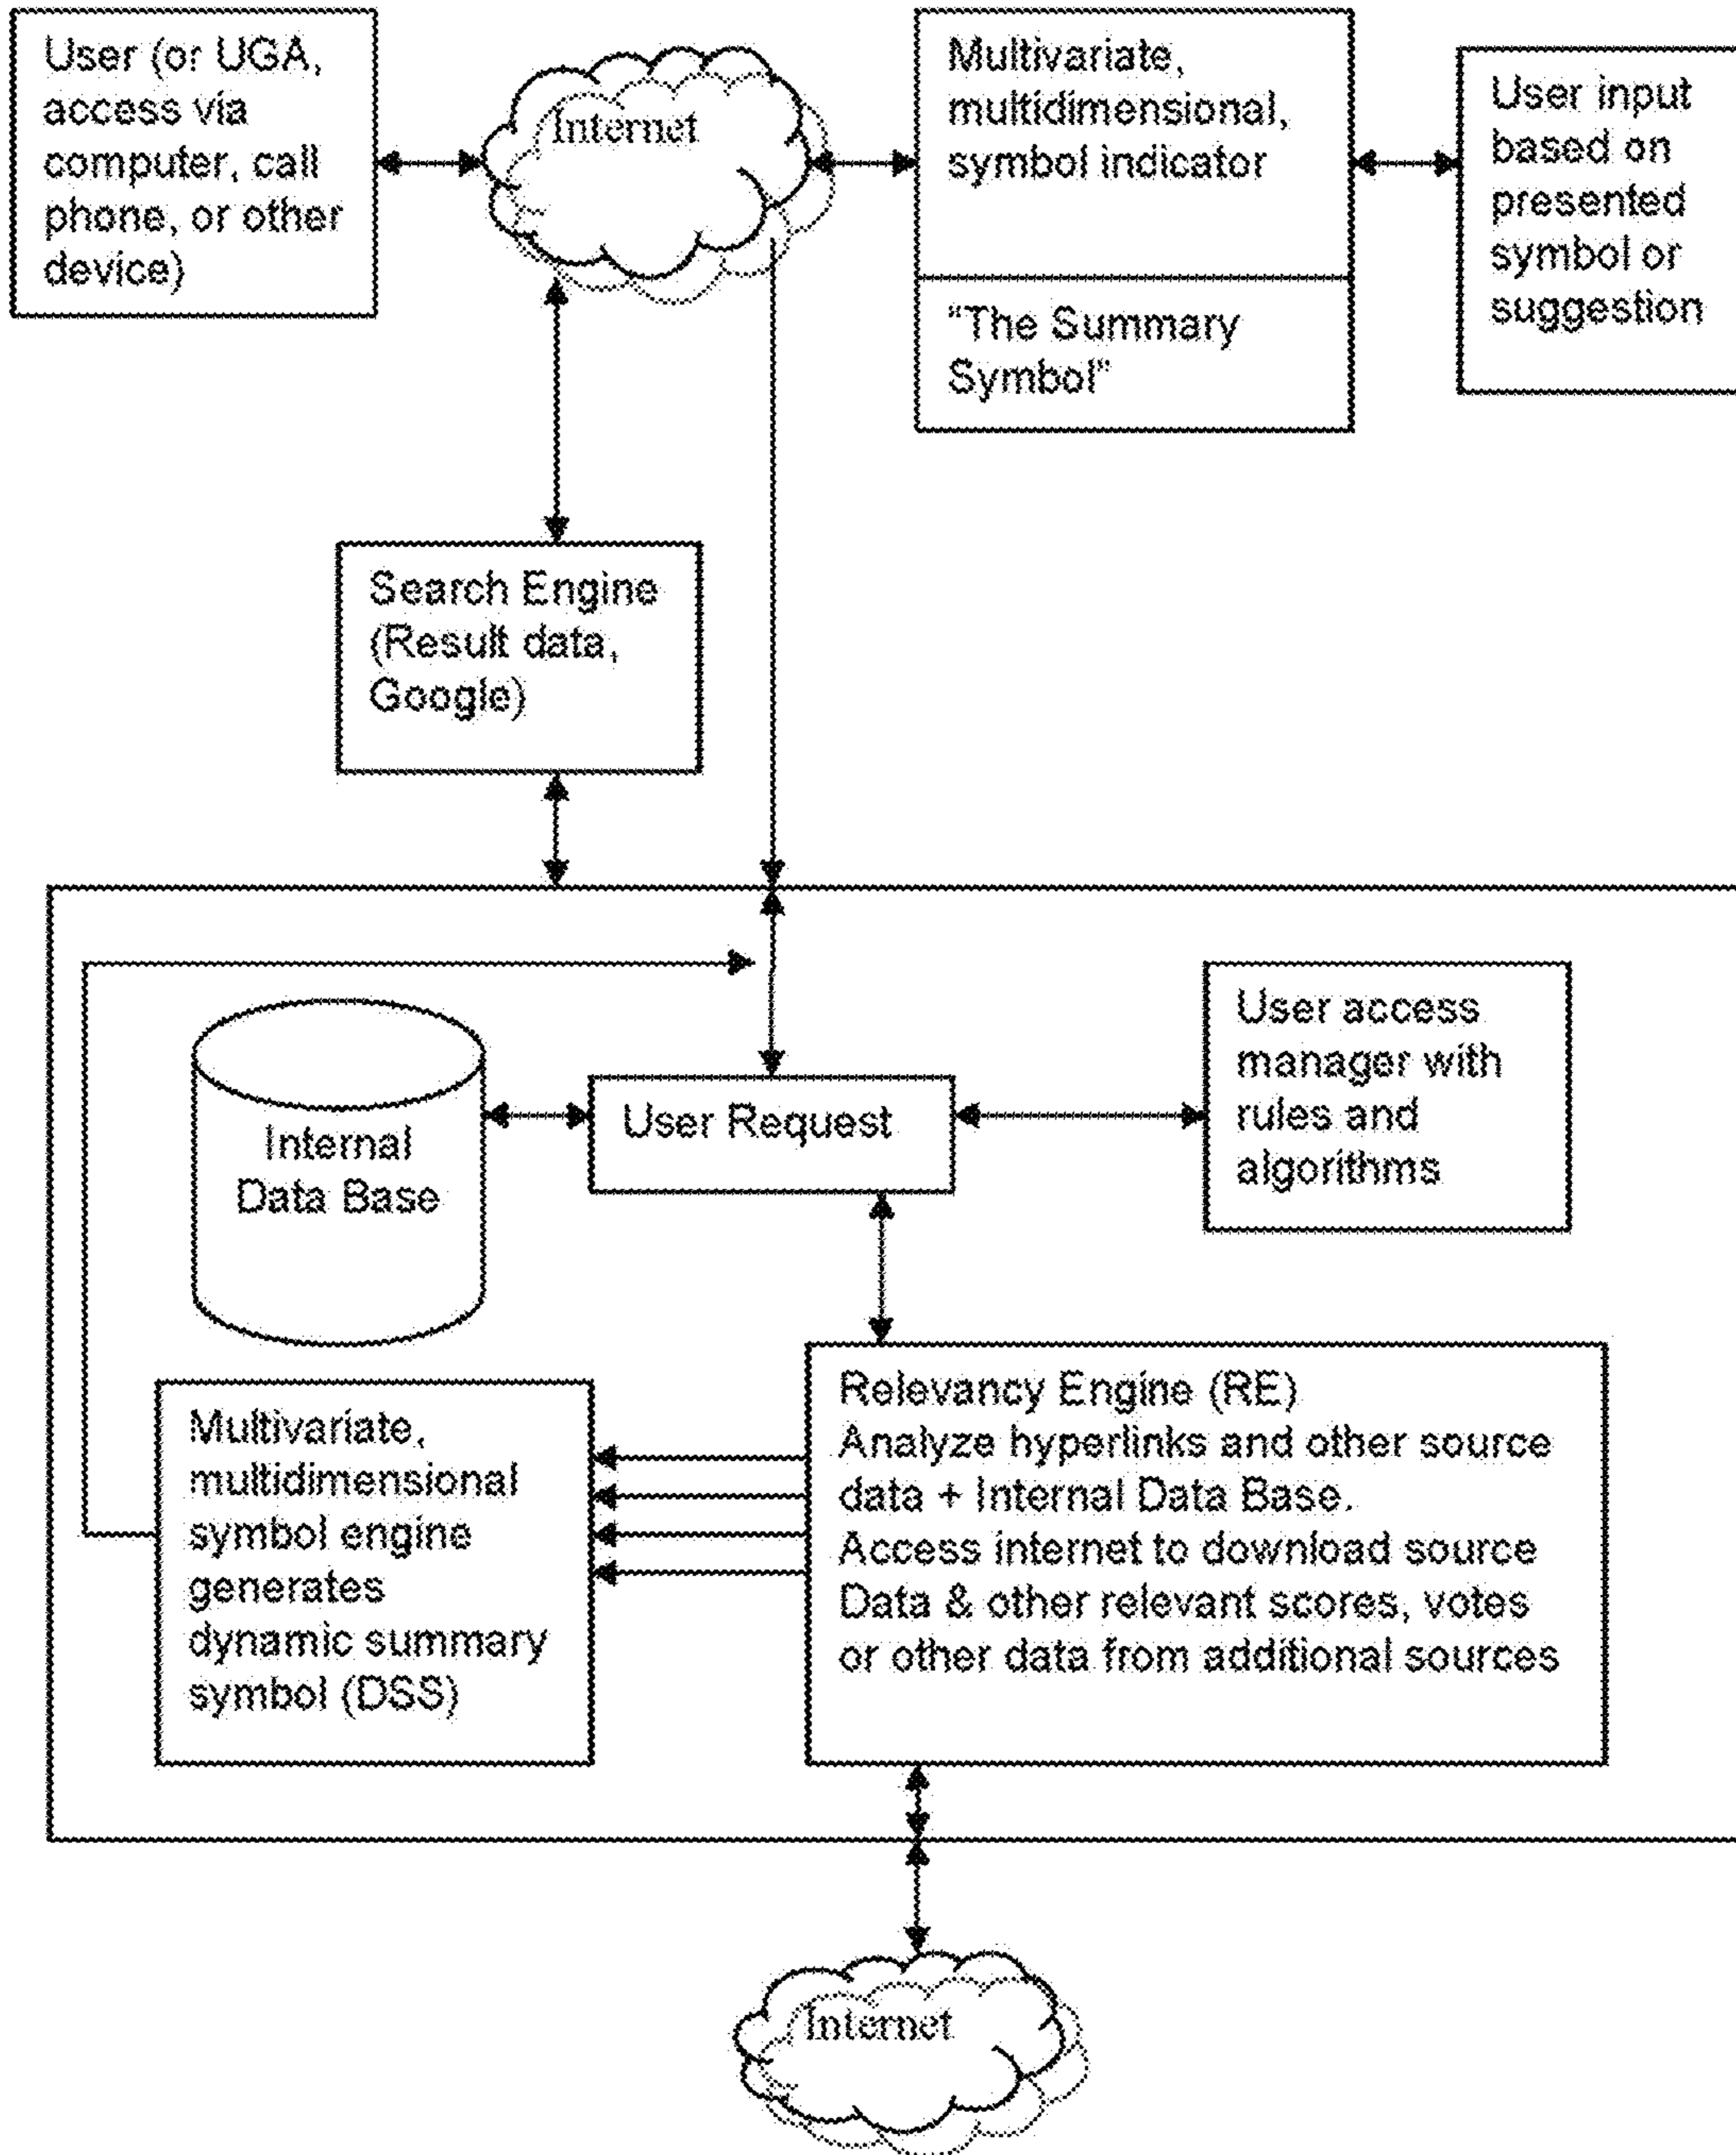 User (or UGA,
access via
computer, call
phone, or other
device)
Internet
Multivariate,
multidimensional,
symbol indicator
"The Summary
Symbol"
User input
based on
presented
symbol or
suggestion
Search Engine
(Result data,
Google)
Internal
Data Base
User Request
User access
manager with
rules and
algorithms
Multivariate,
multidimensional
symbol engine
generates
dynamic summary
symbol (DSS)
Relevancy Engine (RE)
Analyze hyperlinks and other source
data + Internal Data Base.
Access internet to download source
Data & other relevant scores, votes
or other data from additional sources
Internet